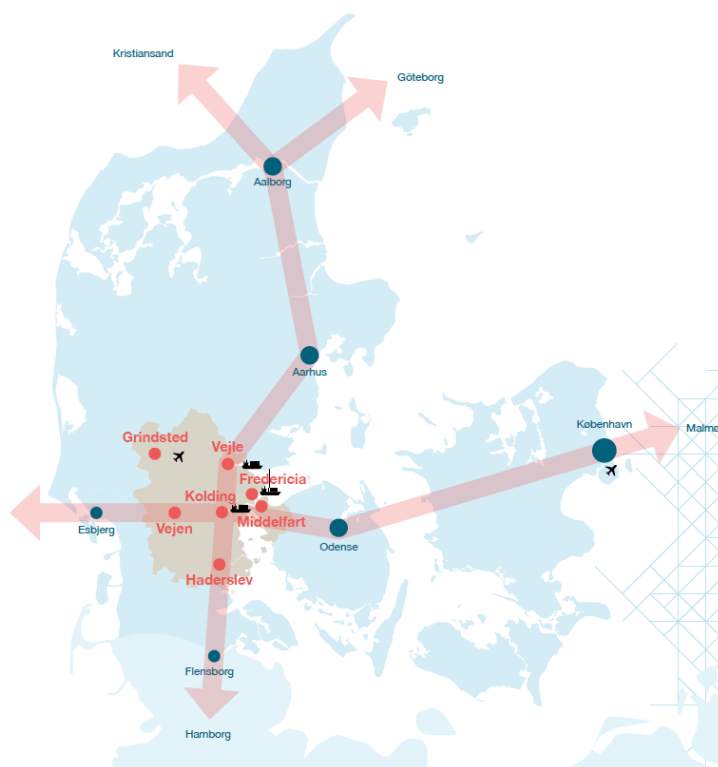 Kristiansand
Göteborg
Aalborg
Aarhus
København
Malmø
Grindsted
Vejle
Fredericia
Kolding
Middelfart
Vejen
Esbjerg
Odense
Haderslev
Flensborg
Hamborg